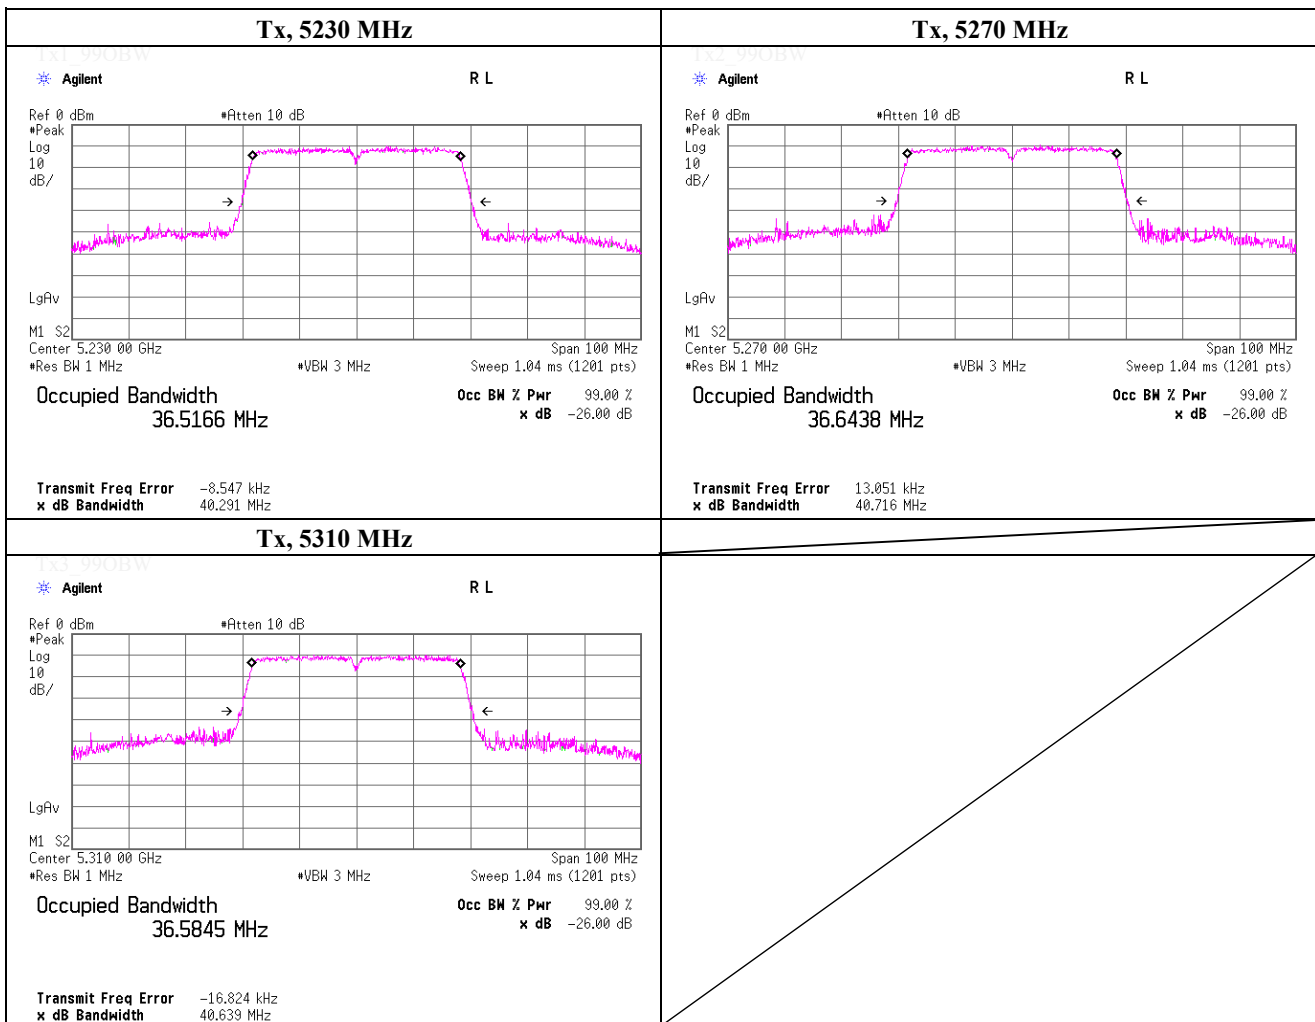 Tx, 5230 MHz
Tx, 5270 MHz
Tx1_99OBW
Agilent
R L
Ref 0 dBm
#Atten 10 dB
#Peak
Log
10
dB/
LgAv
M1 S2
Center 5.230 00 GHz
Span 100 MHz
#Res BW 1 MHz
#VBW 3 MHz
Sweep 1.04 ms (1201 pts)
Occupied Bandwidth
36.5166 MHz
Occ BW % Pwr 99.00 %
x dB -26.00 dB
Transmit Freq Error -8.547 kHz
x dB Bandwidth 40.291 MHz
Tx2_99OBW
Agilent
R L
Ref 0 dBm
#Atten 10 dB
#Peak
Log
10
dB/
LgAv
M1 S2
Center 5.270 00 GHz
Span 100 MHz
#Res BW 1 MHz
#VBW 3 MHz
Sweep 1.04 ms (1201 pts)
Occupied Bandwidth
36.6438 MHz
Occ BW % Pwr 99.00 %
x dB -26.00 dB
Transmit Freq Error 13.051 kHz
x dB Bandwidth 40.716 MHz
Tx, 5310 MHz
Tx3_99OBW
Agilent
R L
Ref 0 dBm
#Atten 10 dB
#Peak
Log
10
dB/
LgAv
M1 S2
Center 5.310 00 GHz
Span 100 MHz
#Res BW 1 MHz
#VBW 3 MHz
Sweep 1.04 ms (1201 pts)
Occupied Bandwidth
36.5845 MHz
Occ BW % Pwr 99.00 %
x dB -26.00 dB
Transmit Freq Error -16.824 kHz
x dB Bandwidth 40.639 MHz